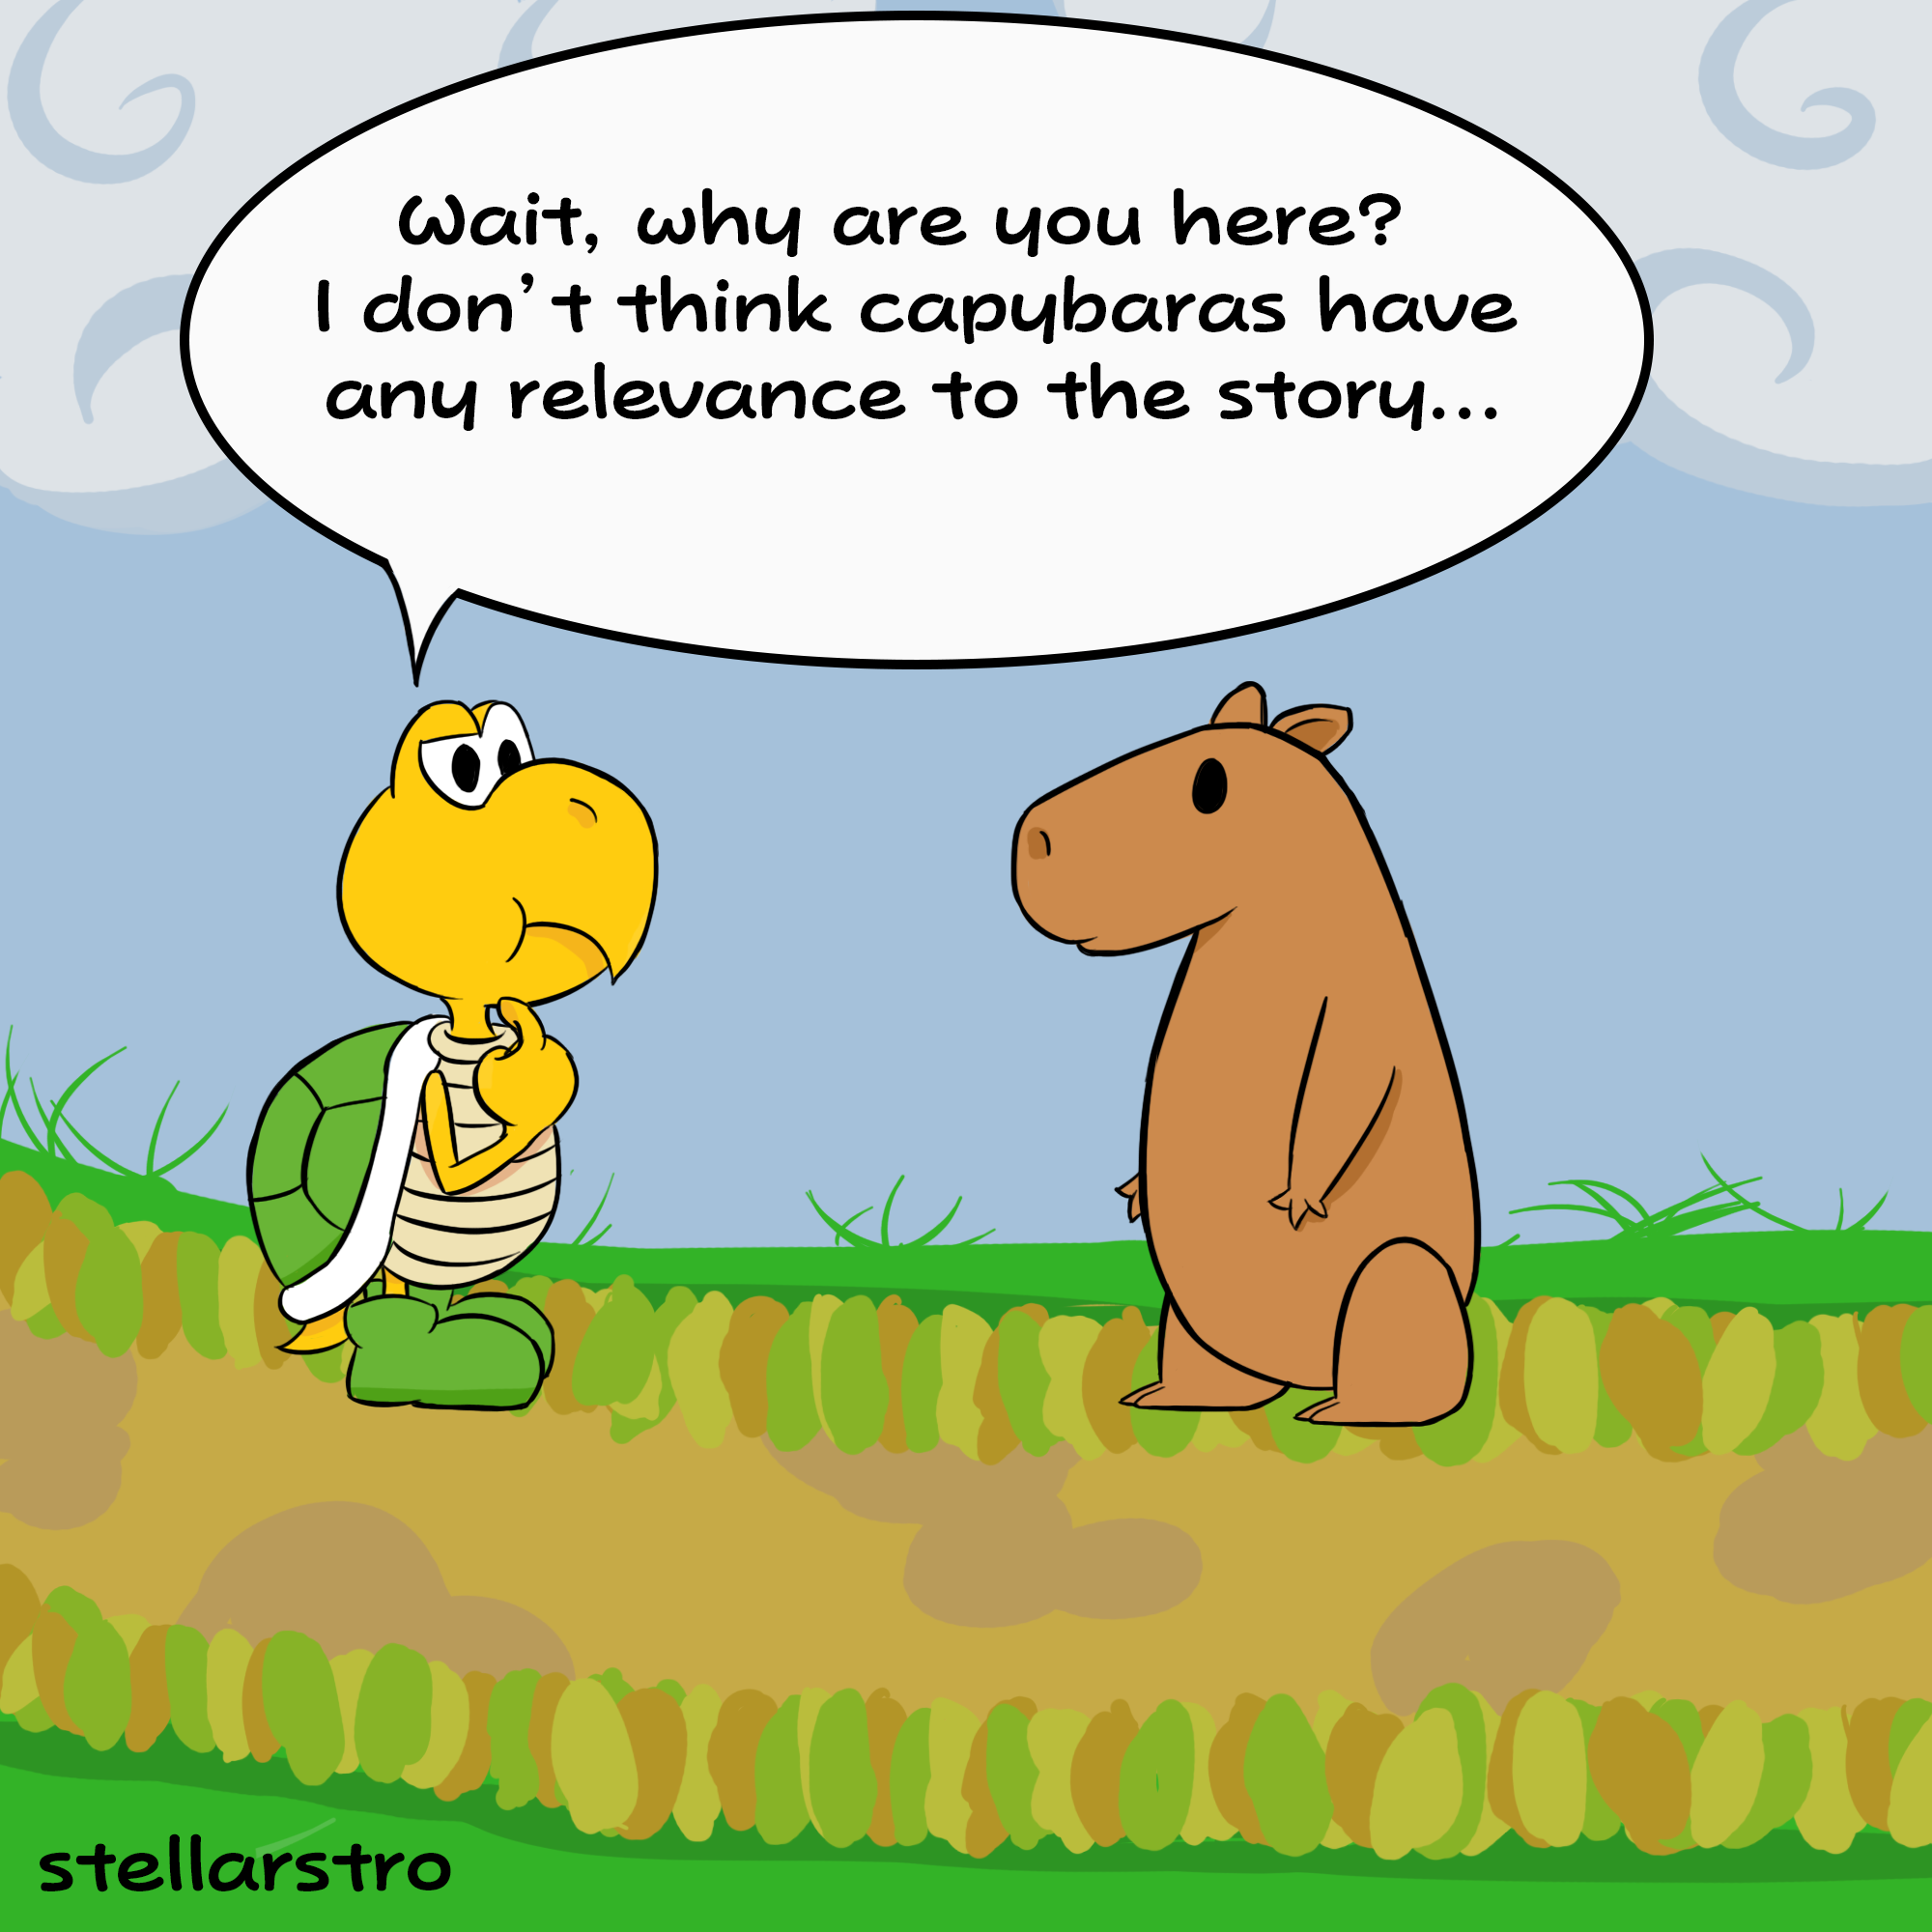 Wait, why are you here?
I don't think capybaras have
any relevance to the story...
stellarstro